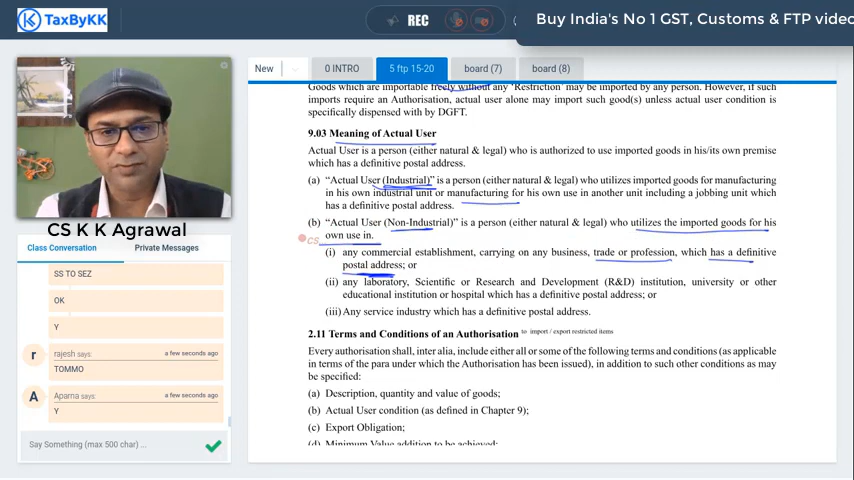 TaxByKK
REC
Buy India's No 1 GST, Customs & FTP video
New
0 INTRO
5 ftp 15-20
board (7)
board (8)
CS K K Agrawal
Class Conversation
Private Messages
SS TO SEZ
OK
Y
r
rajesh says:
a few seconds ago
TOMMO
A
Aparna says:
a few seconds ago
Y
Say Something (max 500 char) ...
Goods which are importable freely without any 'Restriction' may be imported by any person. However, if such
imports require an Authorisation, actual user alone may import such good(s) unless actual user condition is
specifically dispensed with by DGFT.
9.03 Meaning of Actual User
Actual User is a person (either natural & legal) who is authorized to use imported goods in his/its own premise
which has a definitive postal address.
(a) "Actual User (Industrial)" is a person (either natural & legal) who utilizes imported goods for manufacturing
in his own industrial unit or manufacturing for his own use in another unit including a jobbing unit which
has a definitive postal address.
(b) "Actual User (Non-Industrial)" is a person (either natural & legal) who utilizes the imported goods for his
own use in.
CS
(i) any commercial establishment, carrying on any business, trade or profession, which has a definitive
postal address; or
(ii) any laboratory, Scientific or Research and Development (R&D) institution, university or other
educational institution or hospital which has a definitive postal address; or
(iii) Any service industry which has a definitive postal address.
2.11 Terms and Conditions of an Authorisation to import / export restricted items
Every authorisation shall, inter alia, include either all or some of the following terms and conditions (as applicable
in terms of the para under which the Authorisation has been issued), in addition to such other conditions as may
be specified:
(a) Description, quantity and value of goods;
(b) Actual User condition (as defined in Chapter 9);
(c) Export Obligation;
(d) Minimum Value addition to be achieved;